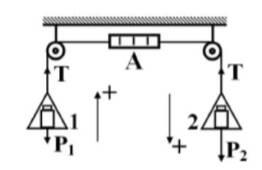 A
T T
+
1 2
P₁ + P₂